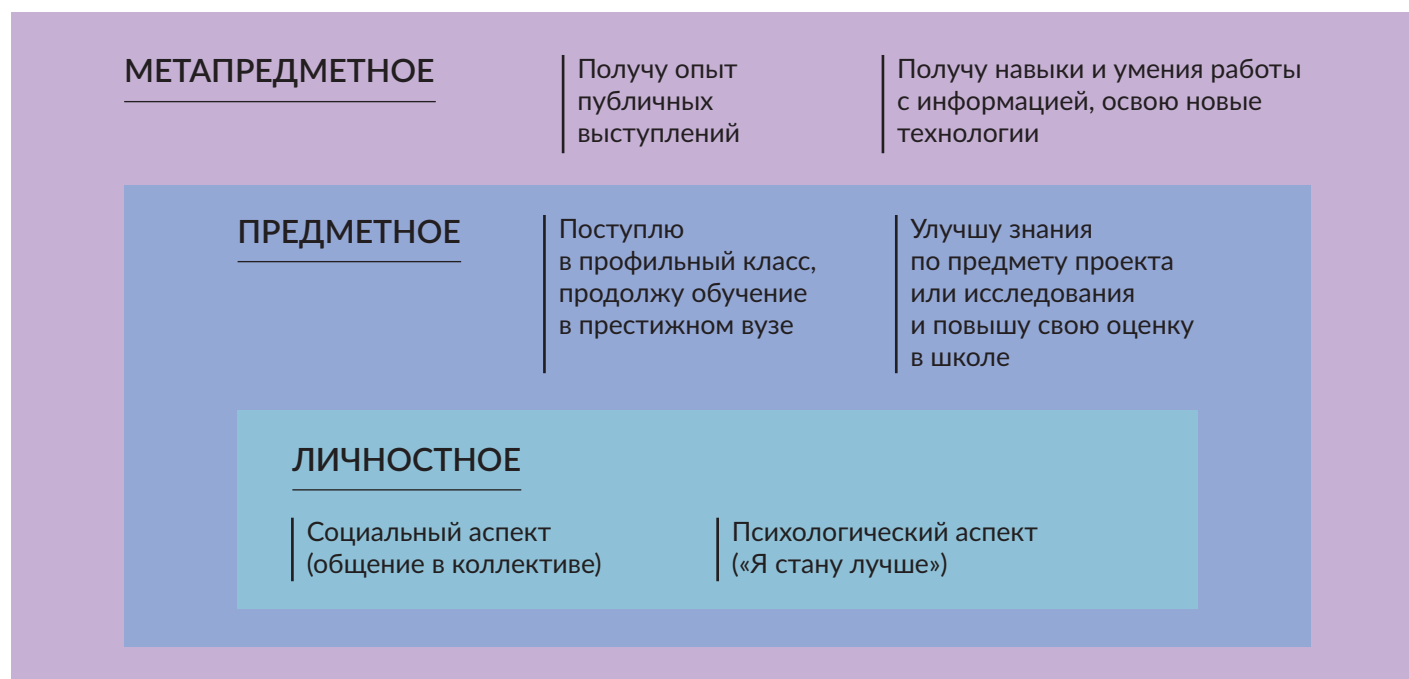 МЕТАПРЕДМЕТНОЕ
Получу опыт
публичных
выступлений
Получу навыки и умения работы
с информацией, освою новые
технологии
ПРЕДМЕТНОЕ
Поступлю
в профильный класс,
продолжу обучение
в престижном вузе
Улучшу знания
по предмету проекта
или исследования
и повышу свою оценку
в школе
ЛИЧНОСТНОЕ
Социальный аспект
(общение в коллективе)
Психологический аспект
(«Я стану лучше»)